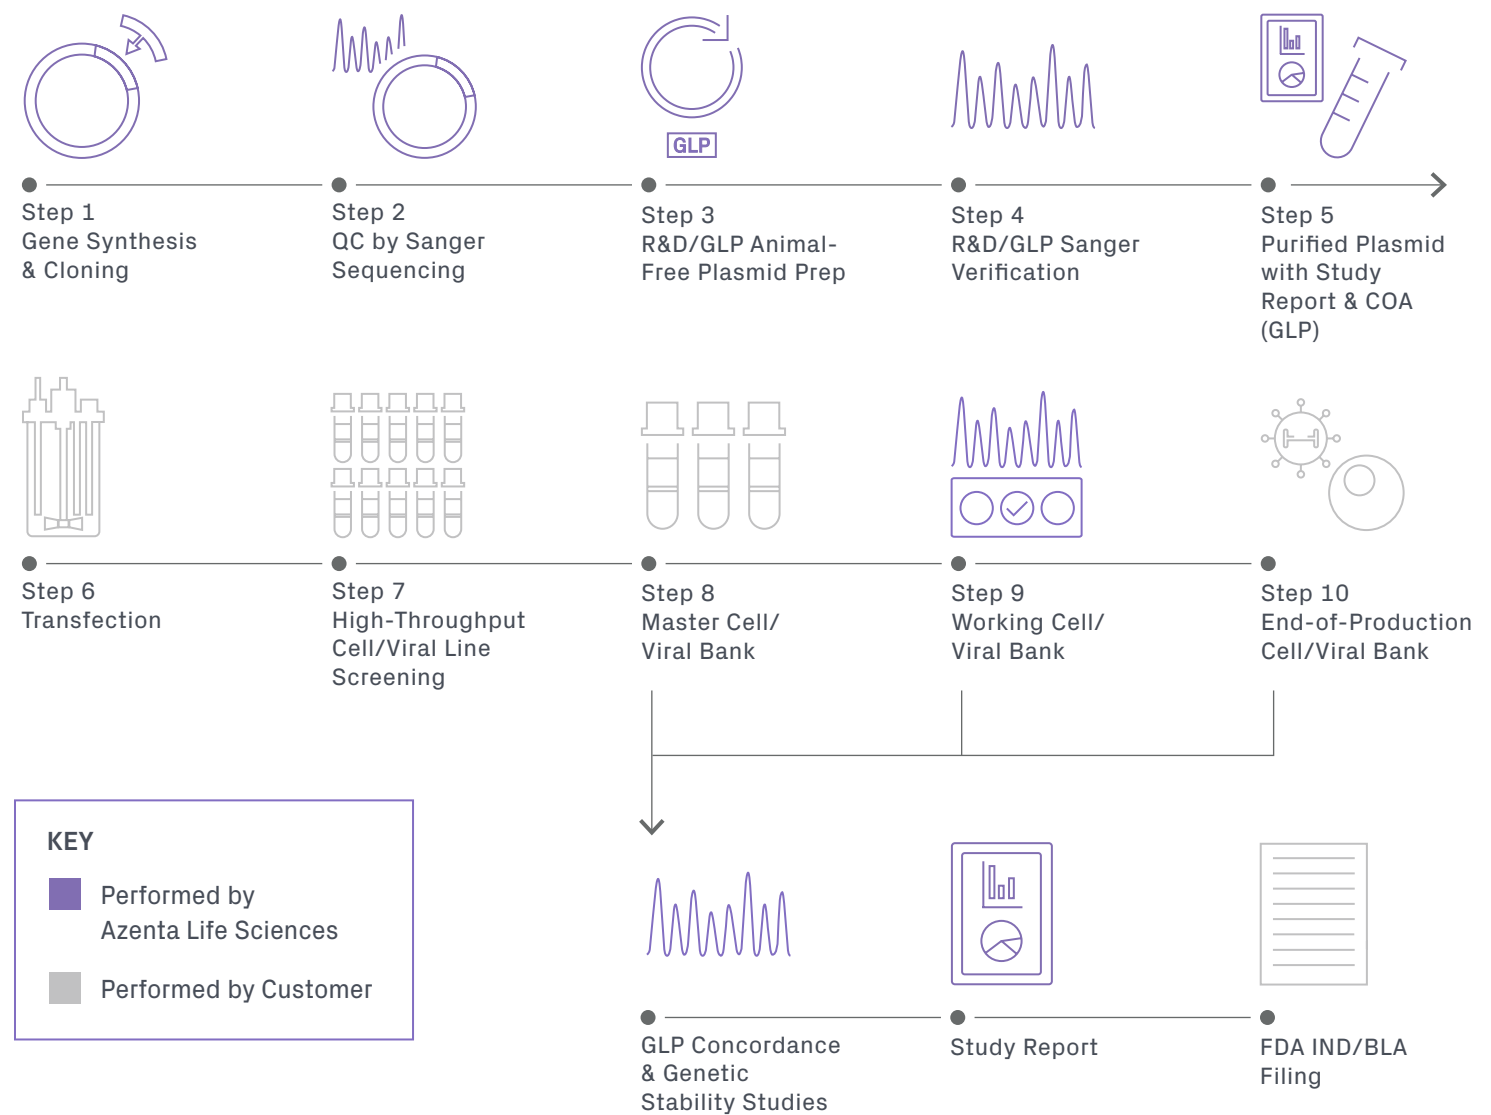 GLP
Step 1
Gene Synthesis
& Cloning
Step 2
QC by Sanger
Sequencing
Step 3
R&D/GLP Animal-
Free Plasmid Prep
Step 4
R&D/GLP Sanger
Verification
Step 5
Purified Plasmid
with Study
Report & COA
(GLP)
Step 6
Transfection
Step 7
High-Throughput
Cell/Viral Line
Screening
Step 8
Master Cell/
Viral Bank
Step 9
Working Cell/
Viral Bank
Step 10
End-of-Production
Cell/Viral Bank
KEY
Performed by
Azenta Life Sciences
Performed by Customer
GLP Concordance
& Genetic
Stability Studies
Study Report
FDA IND/BLA
Filing